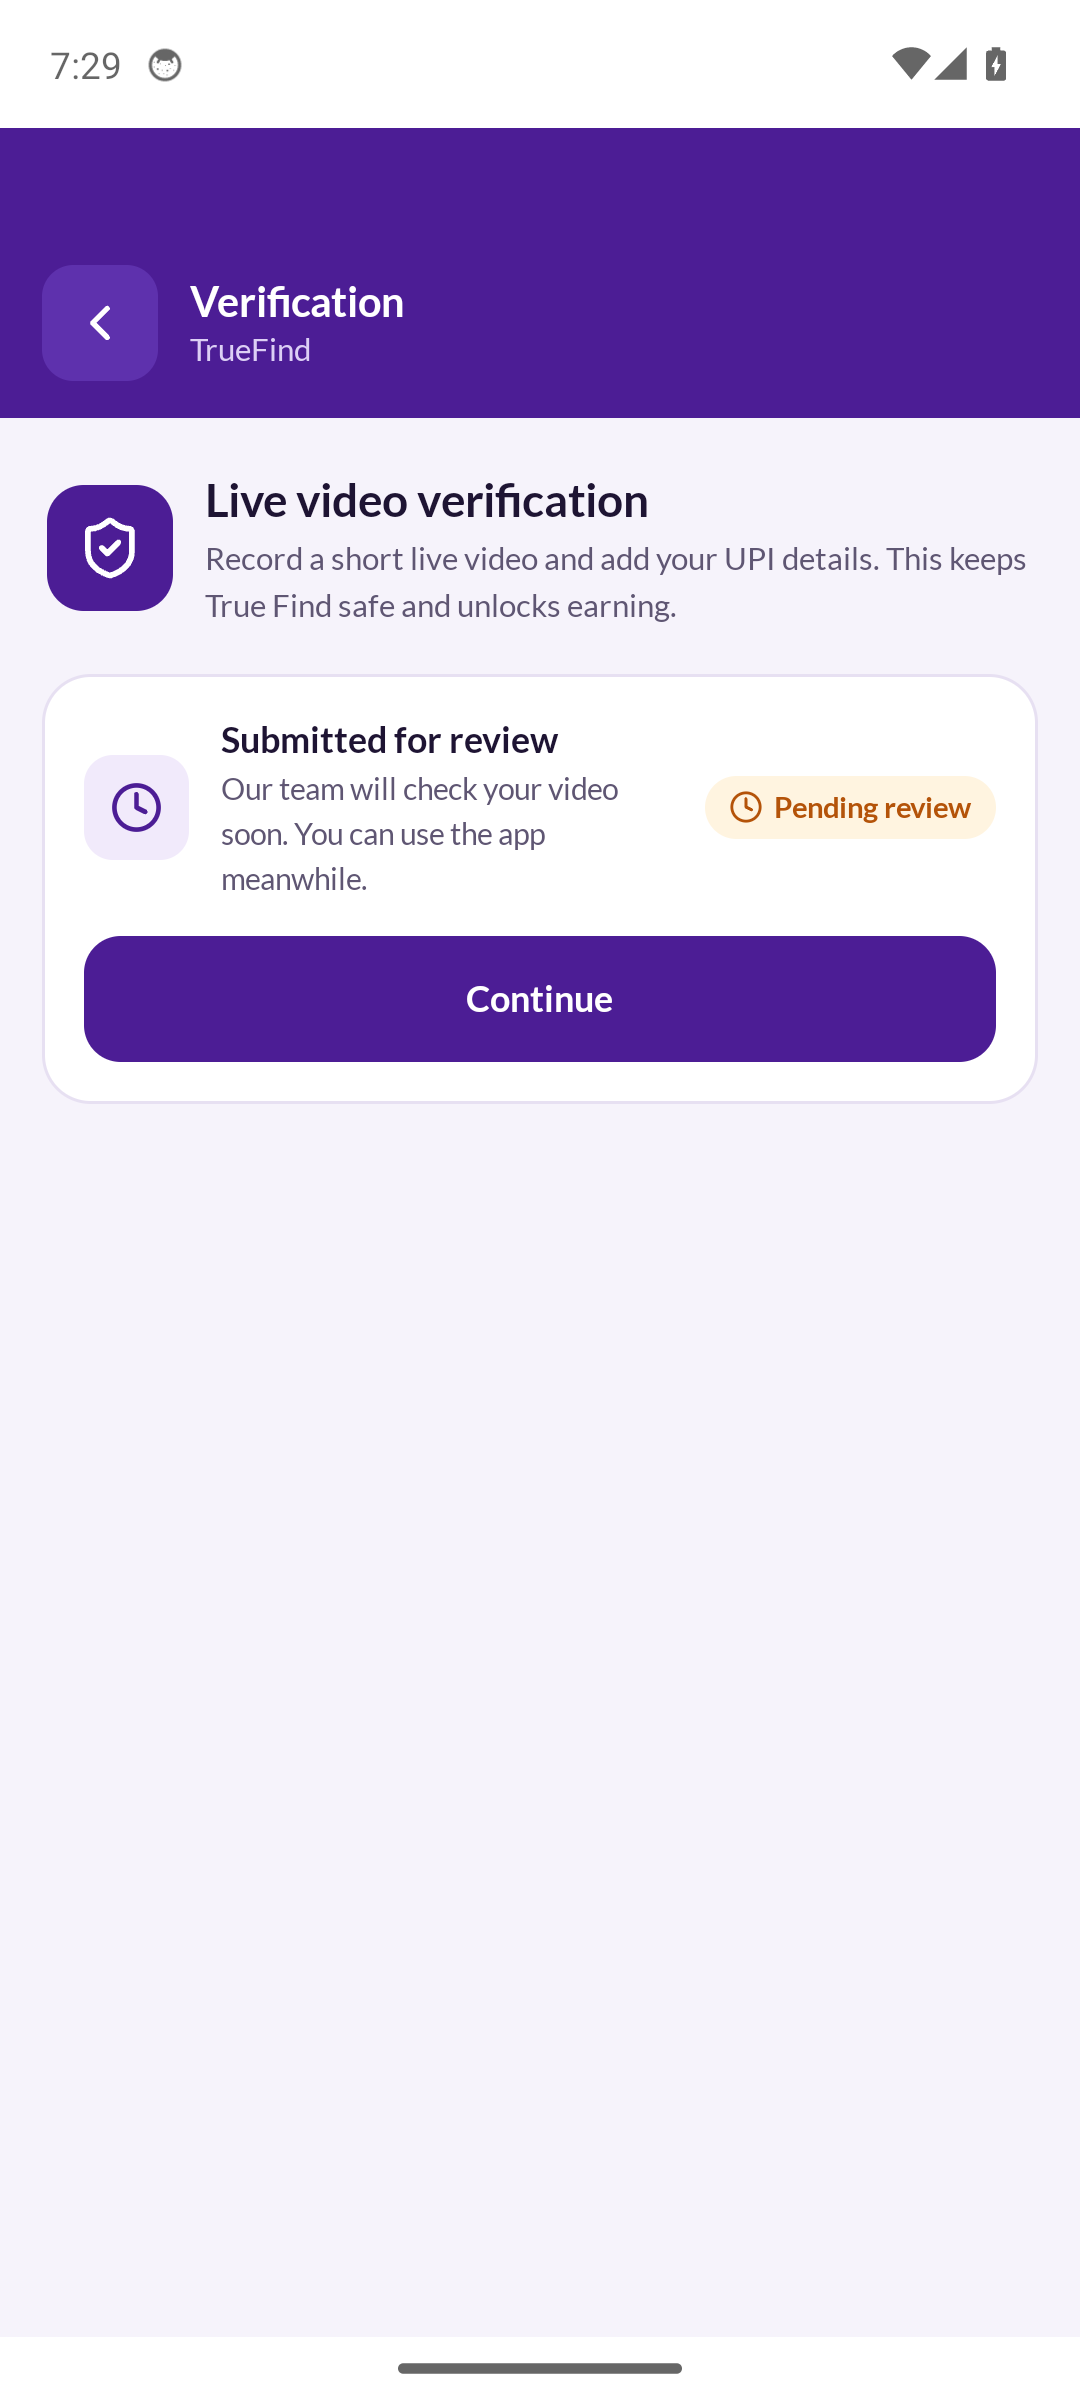 7:29
Verification
TrueFind
Live video verification
Record a short live video and add your UPI details. This keeps
True Find safe and unlocks earning.
Submitted for review
Our team will check your video
soon. You can use the app
meanwhile.
Pending review
Continue